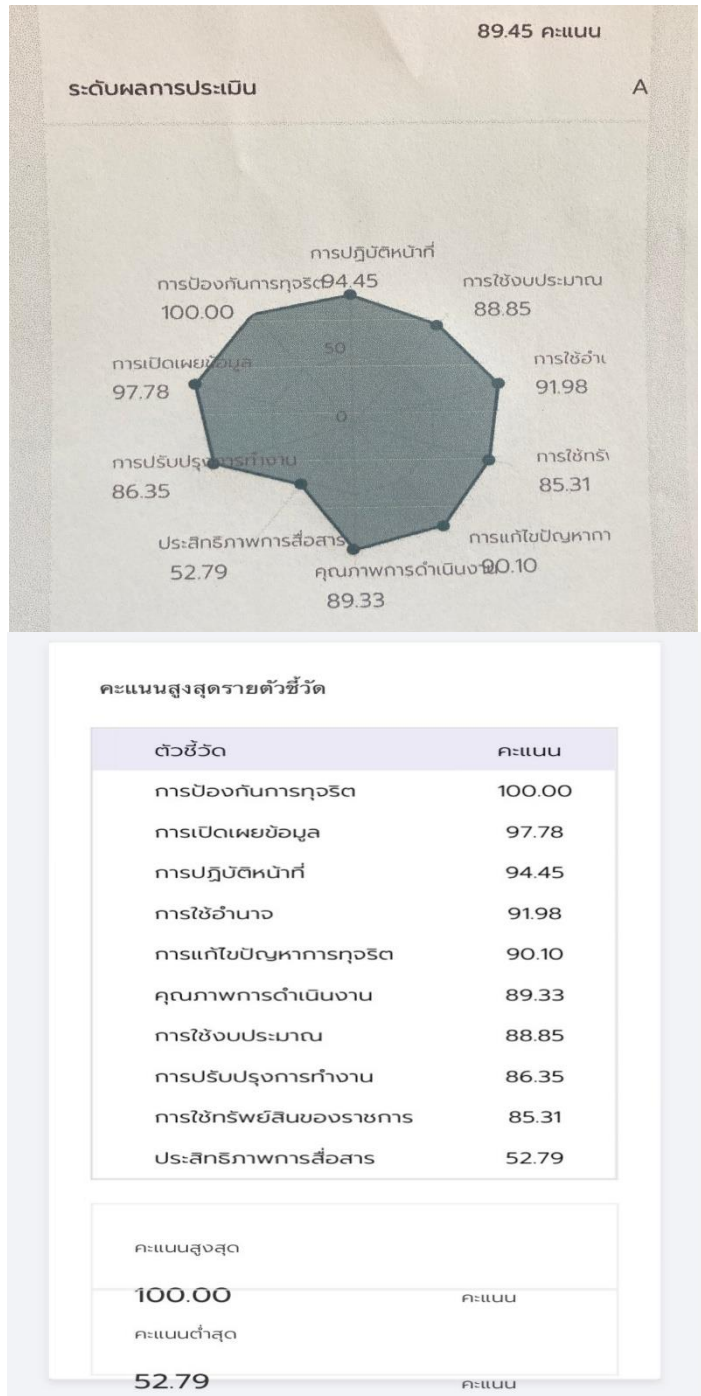 89.45 คะแนน
ระดับผลการประเมิน A
การปฏิบัติหน้าที่
94.45
การป้องกันการทุจริต
100.00
การใช้งบประมาณ
88.85
50
การเปิดเผยข้อมูล
97.78
การใช้อำ
91.98
0
การปรับปรุงการทำงาน
86.35
การใช้ทรั
85.31
ประสิทธิภาพการสื่อสาร
52.79
การแก้ไขปัญหากา
90.10
คุณภาพการดำเนินงาน
89.33
คะแนนสูงสุดรายตัวชี้วัด
ตัวชี้วัด คะแนน
การป้องกันการทุจริต 100.00
การเปิดเผยข้อมูล 97.78
การปฏิบัติหน้าที่ 94.45
การใช้อำนาจ 91.98
การแก้ไขปัญหาการทุจริต 90.10
คุณภาพการดำเนินงาน 89.33
การใช้งบประมาณ 88.85
การปรับปรุงการทำงาน 86.35
การใช้ทรัพย์สินของราชการ 85.31
ประสิทธิภาพการสื่อสาร 52.79
คะแนนสูงสุด
100.00 คะแนน
คะแนนต่ำสุด
52.79 คะแนน